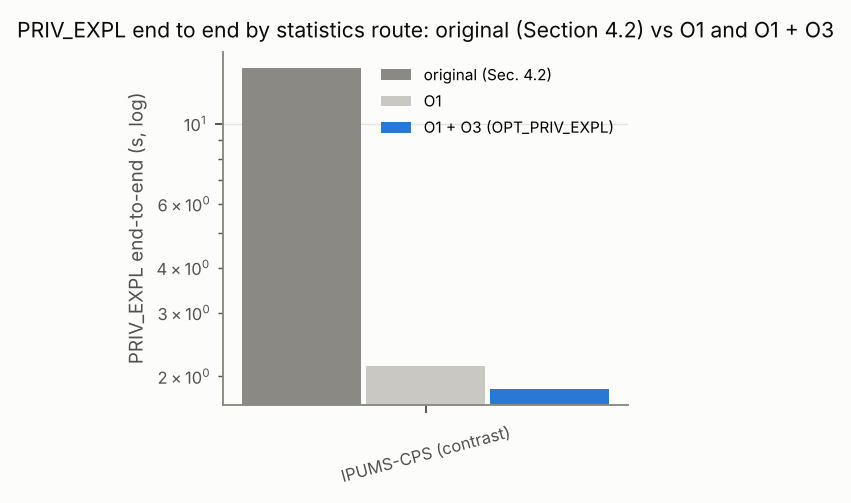 PRIV_EXPL end to end by statistics route: original (Section 4.2) vs O1 and O1 + O3
original (Sec. 4.2)
O1
O1 + O3 (OPT_PRIV_EXPL)
PRIV_EXPL end-to-end (s, log)
10¹
6 × 10⁰
4 × 10⁰
3 × 10⁰
2 × 10⁰
IPUMS-CPS (contrast)